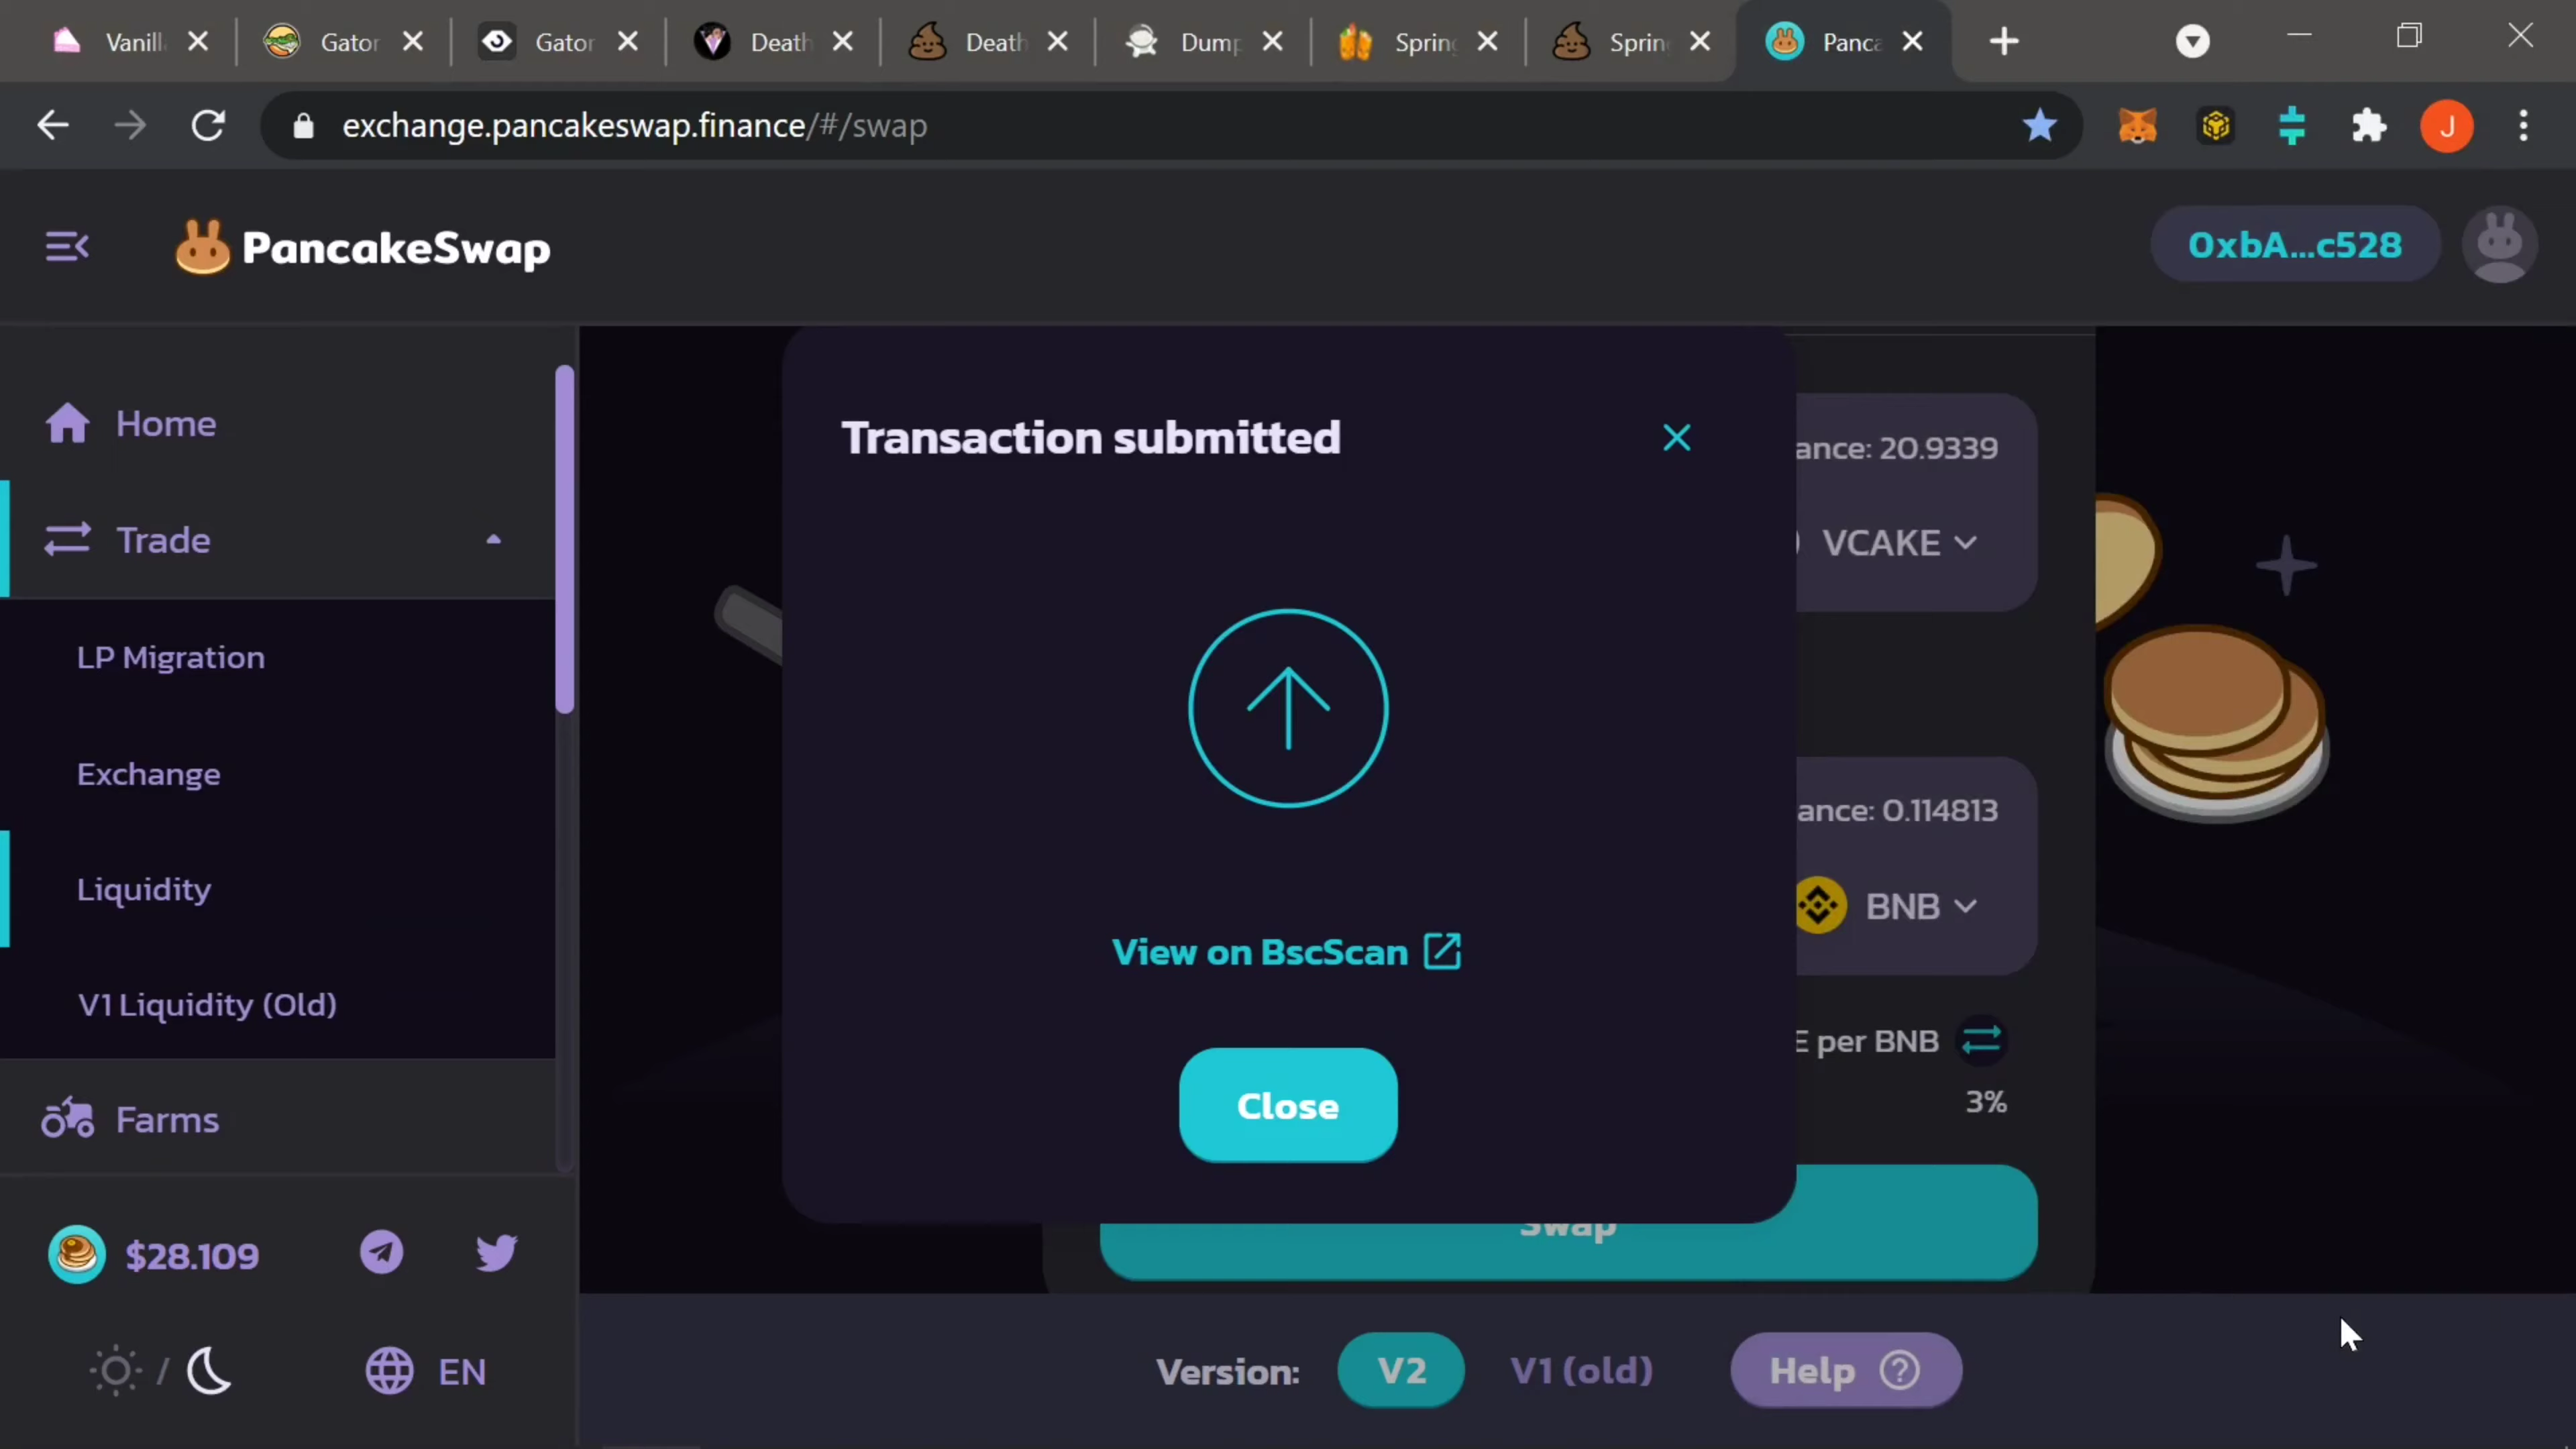 Vanill
Gator
Gator
Death
Death
Dump
Spring
Sprin
Panca
exchange.pancakeswap.finance/#/swap
J
PancakeSwap
0xbA...c528
Home
Trade
LP Migration
Exchange
Liquidity
V1 Liquidity (Old)
Farms
$28.109
/
EN
Transaction submitted
View on BscScan
Close
ance: 20.9339
VCAKE
ance: 0.114813
BNB
E per BNB
3%
Swap
Version:
V2
V1 (old)
Help